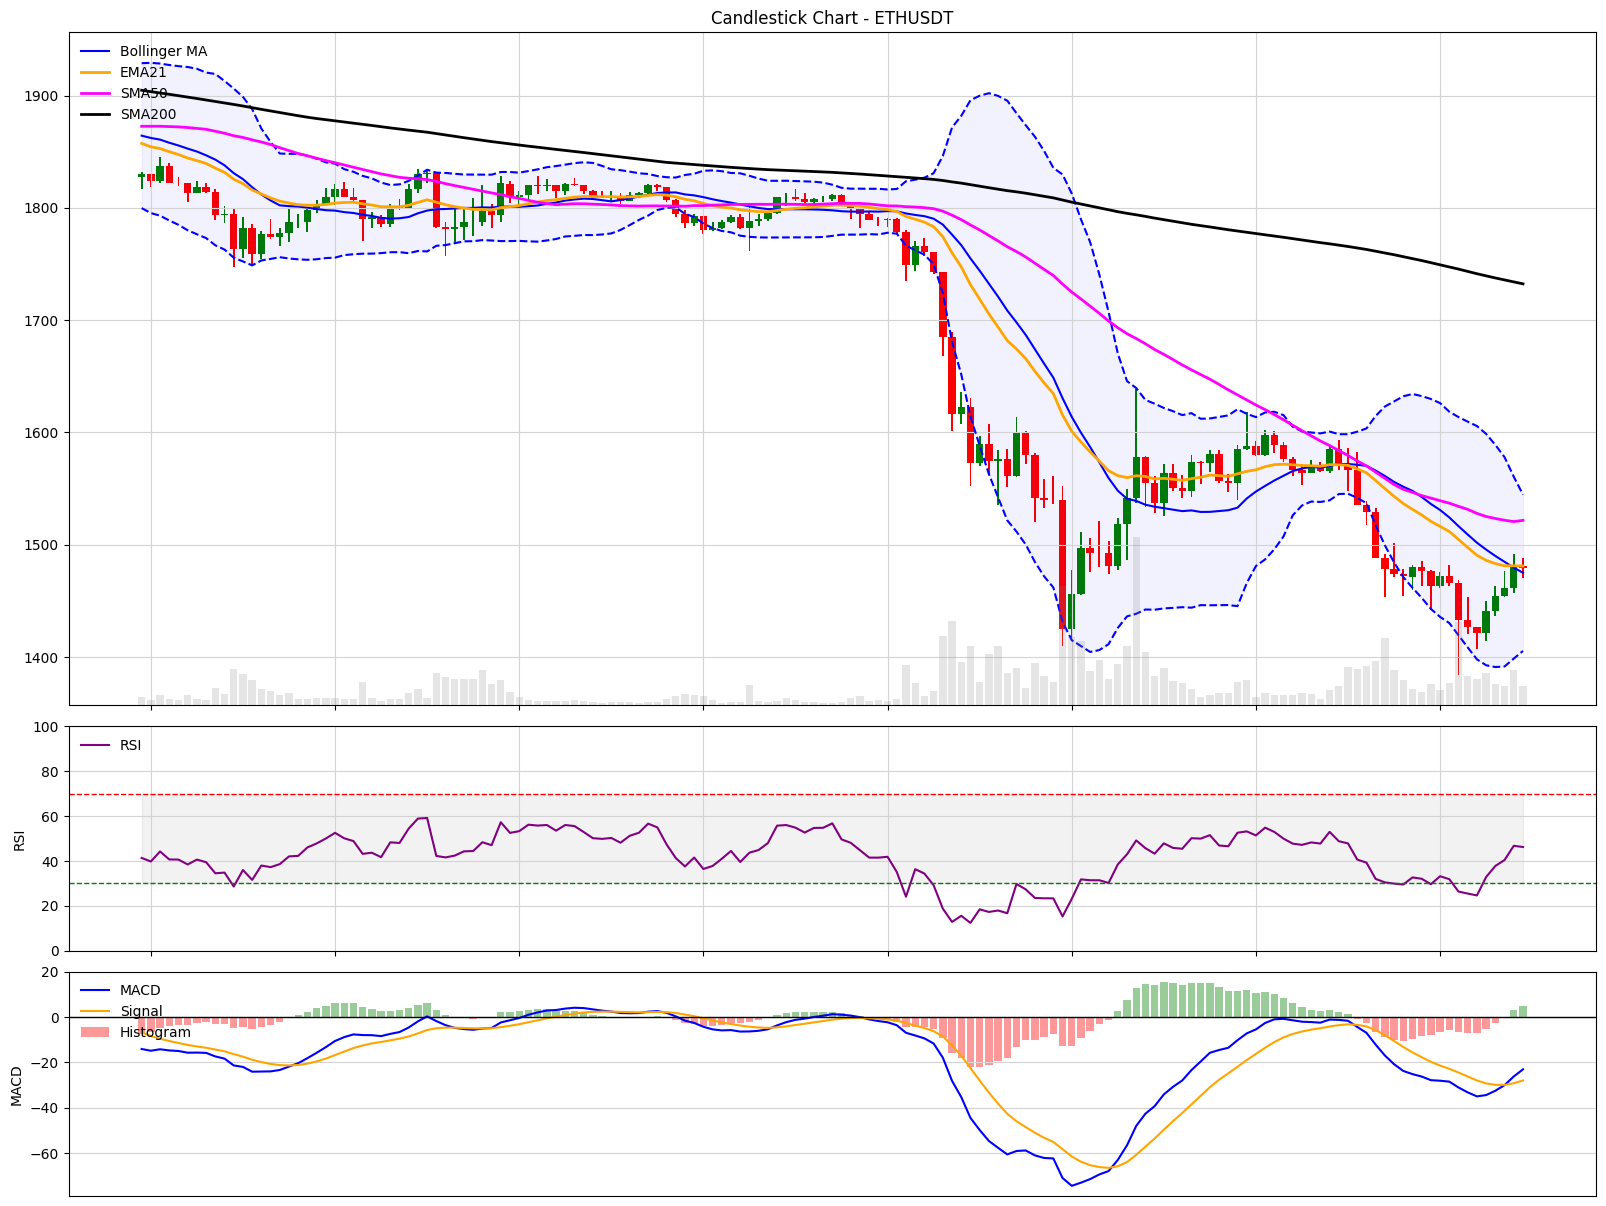 Candlestick Chart - ETHUSDT
Bollinger MA
EMA21
SMA50
SMA200
1900
1800
1700
1600
1500
1400
RSI
100
80
60
40
20
0
RSI
MACD
Signal
Histogram
20
0
−20
−40
−60
MACD